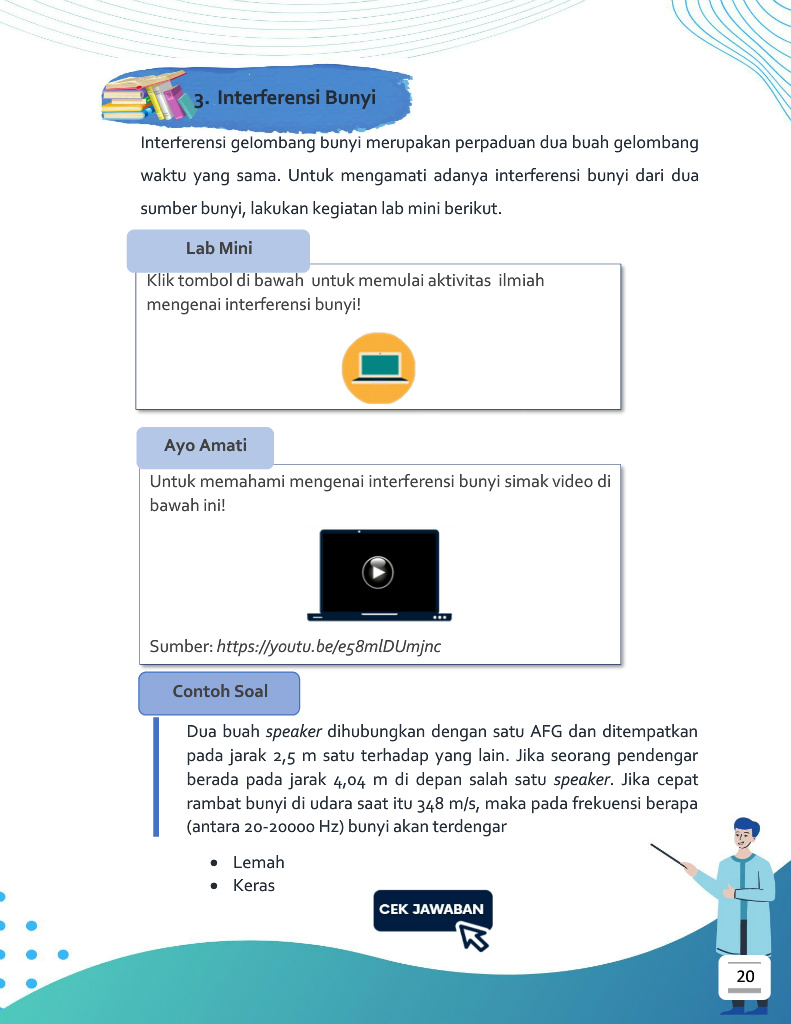 3. Interferensi Bunyi
Interferensi gelombang bunyi merupakan perpaduan dua buah gelombang
waktu yang sama. Untuk mengamati adanya interferensi bunyi dari dua
sumber bunyi, lakukan kegiatan lab mini berikut.
Lab Mini
Klik tombol di bawah untuk memulai aktivitas ilmiah
mengenai interferensi bunyi!
Ayo Amati
Untuk memahami mengenai interferensi bunyi simak video di
bawah ini!
Sumber: https://youtu.be/e58mlDUmjnc
Contoh Soal
Dua buah speaker dihubungkan dengan satu AFG dan ditempatkan
pada jarak 2,5 m satu terhadap yang lain. Jika seorang pendengar
berada pada jarak 4,04 m di depan salah satu speaker. Jika cepat
rambat bunyi di udara saat itu 348 m/s, maka pada frekuensi berapa
(antara 20-20000 Hz) bunyi akan terdengar
• Lemah
• Keras
CEK JAWABAN
20